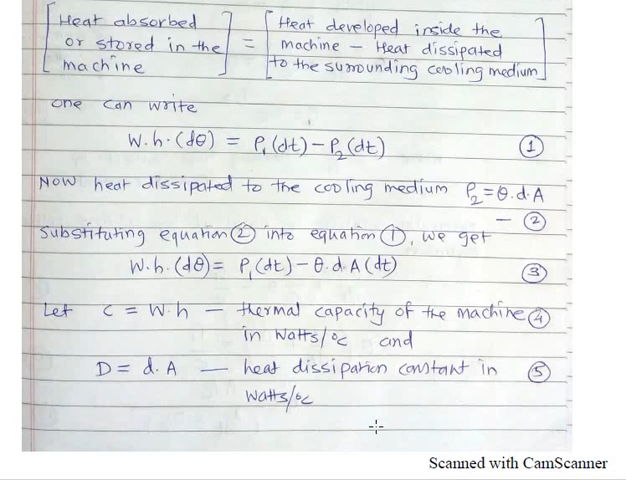 Heat absorbed
or stored in the
machine
=
Heat developed inside the
machine – Heat dissipated
to the surrounding cooling medium
one can write
W.h.(dθ) = P₁(dt) – P₂(dt) ①
Now heat dissipated to the cooling medium P₂ = θ.d.A
– ②
Substituting equation ② into equation ①, we get
W.h.(dθ) = P₁(dt) – θ.d.A(dt) ③
Let C = W.h – thermal capacity of the machine ④
in Watts/°c and
D = d.A — heat dissipation constant in ⑤
Watts/°c
Scanned with CamScanner